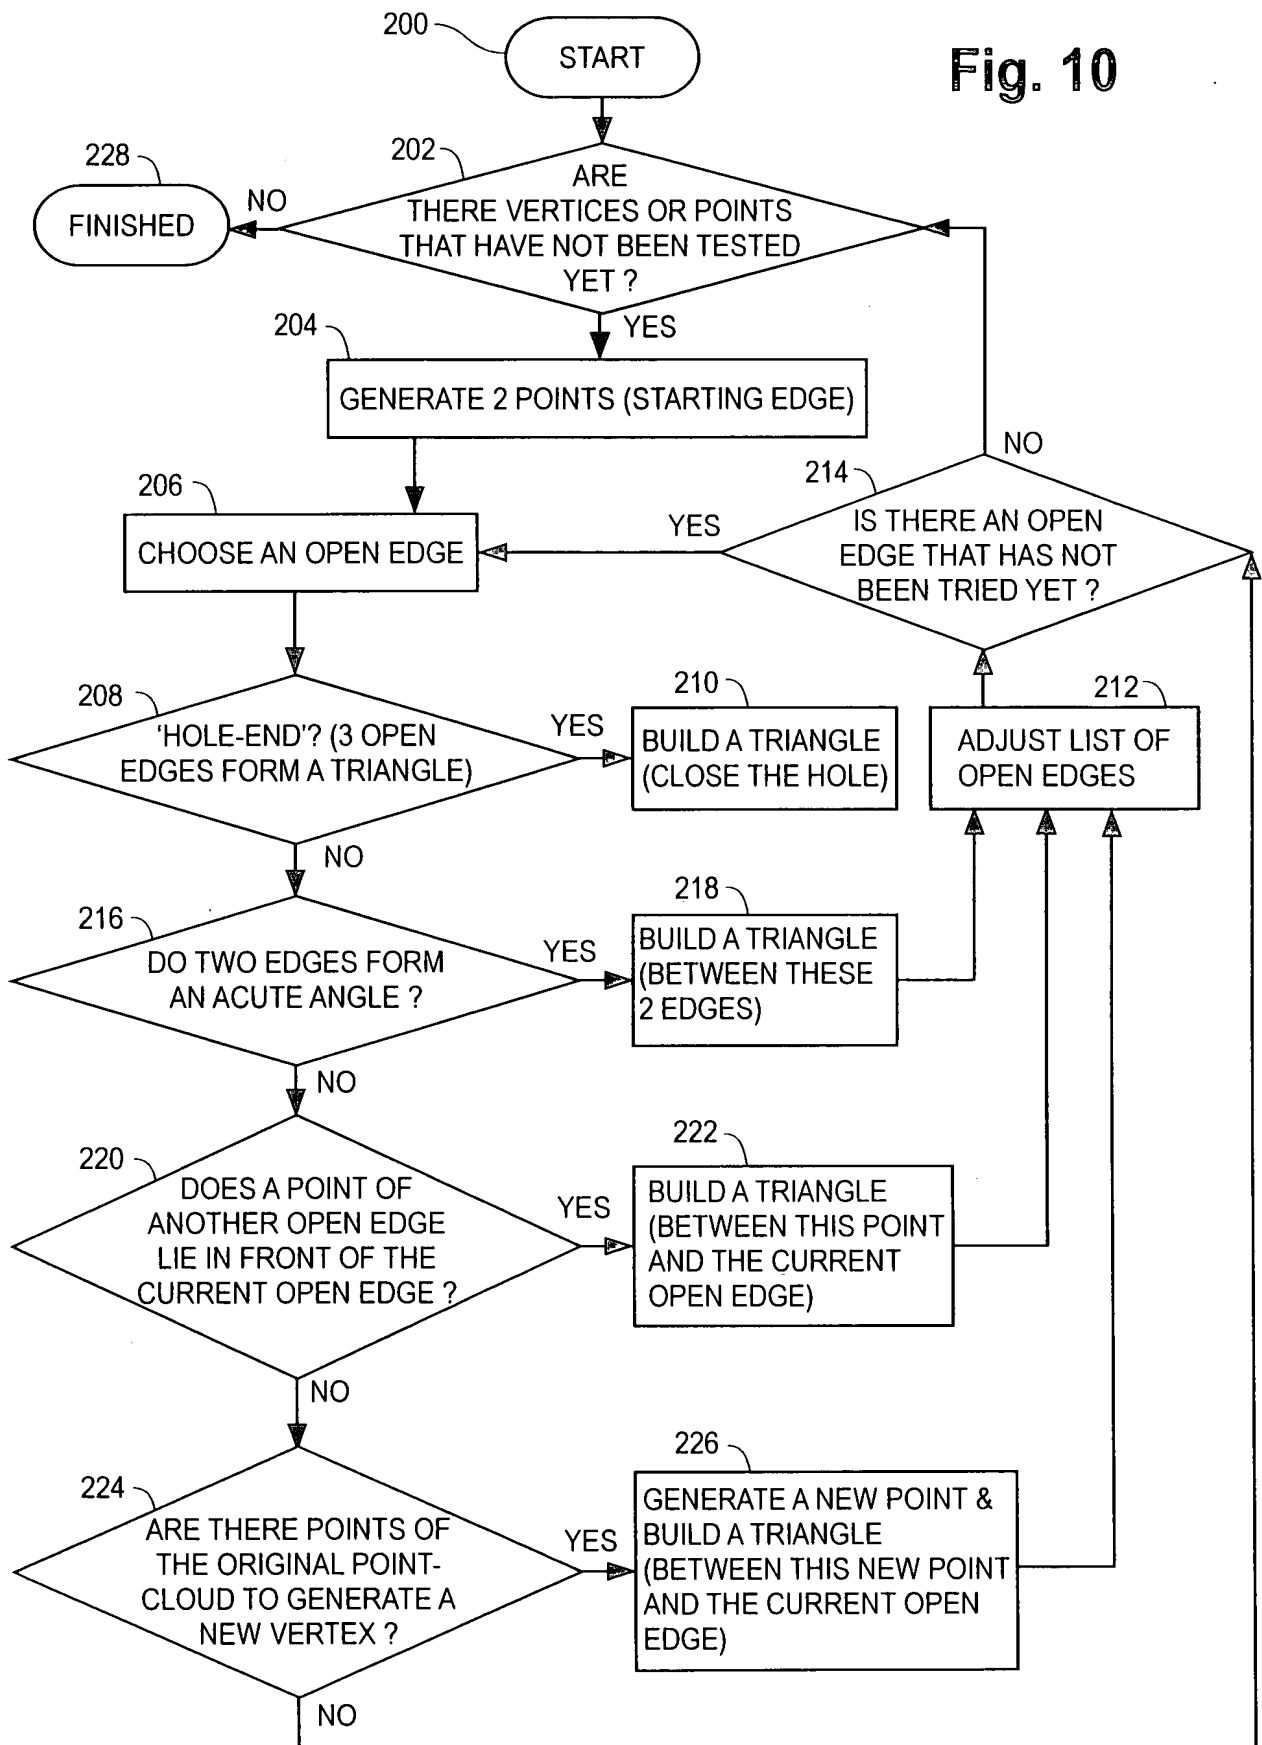 Fig. 10
200
START
202
ARE
THERE VERTICES OR POINTS
THAT HAVE NOT BEEN TESTED
YET ?
NO
228
FINISHED
YES
204
GENERATE 2 POINTS (STARTING EDGE)
206
CHOOSE AN OPEN EDGE
YES
214
NO
IS THERE AN OPEN
EDGE THAT HAS NOT
BEEN TRIED YET ?
208
'HOLE-END'? (3 OPEN
EDGES FORM A TRIANGLE)
YES
210
BUILD A TRIANGLE
(CLOSE THE HOLE)
212
ADJUST LIST OF
OPEN EDGES
NO
216
DO TWO EDGES FORM
AN ACUTE ANGLE ?
YES
218
BUILD A TRIANGLE
(BETWEEN THESE
2 EDGES)
NO
220
DOES A POINT OF
ANOTHER OPEN EDGE
LIE IN FRONT OF THE
CURRENT OPEN EDGE ?
YES
222
BUILD A TRIANGLE
(BETWEEN THIS POINT
AND THE CURRENT
OPEN EDGE)
NO
224
ARE THERE POINTS OF
THE ORIGINAL POINT-
CLOUD TO GENERATE A
NEW VERTEX ?
YES
226
GENERATE A NEW POINT &
BUILD A TRIANGLE
(BETWEEN THIS NEW POINT
AND THE CURRENT OPEN
EDGE)
NO